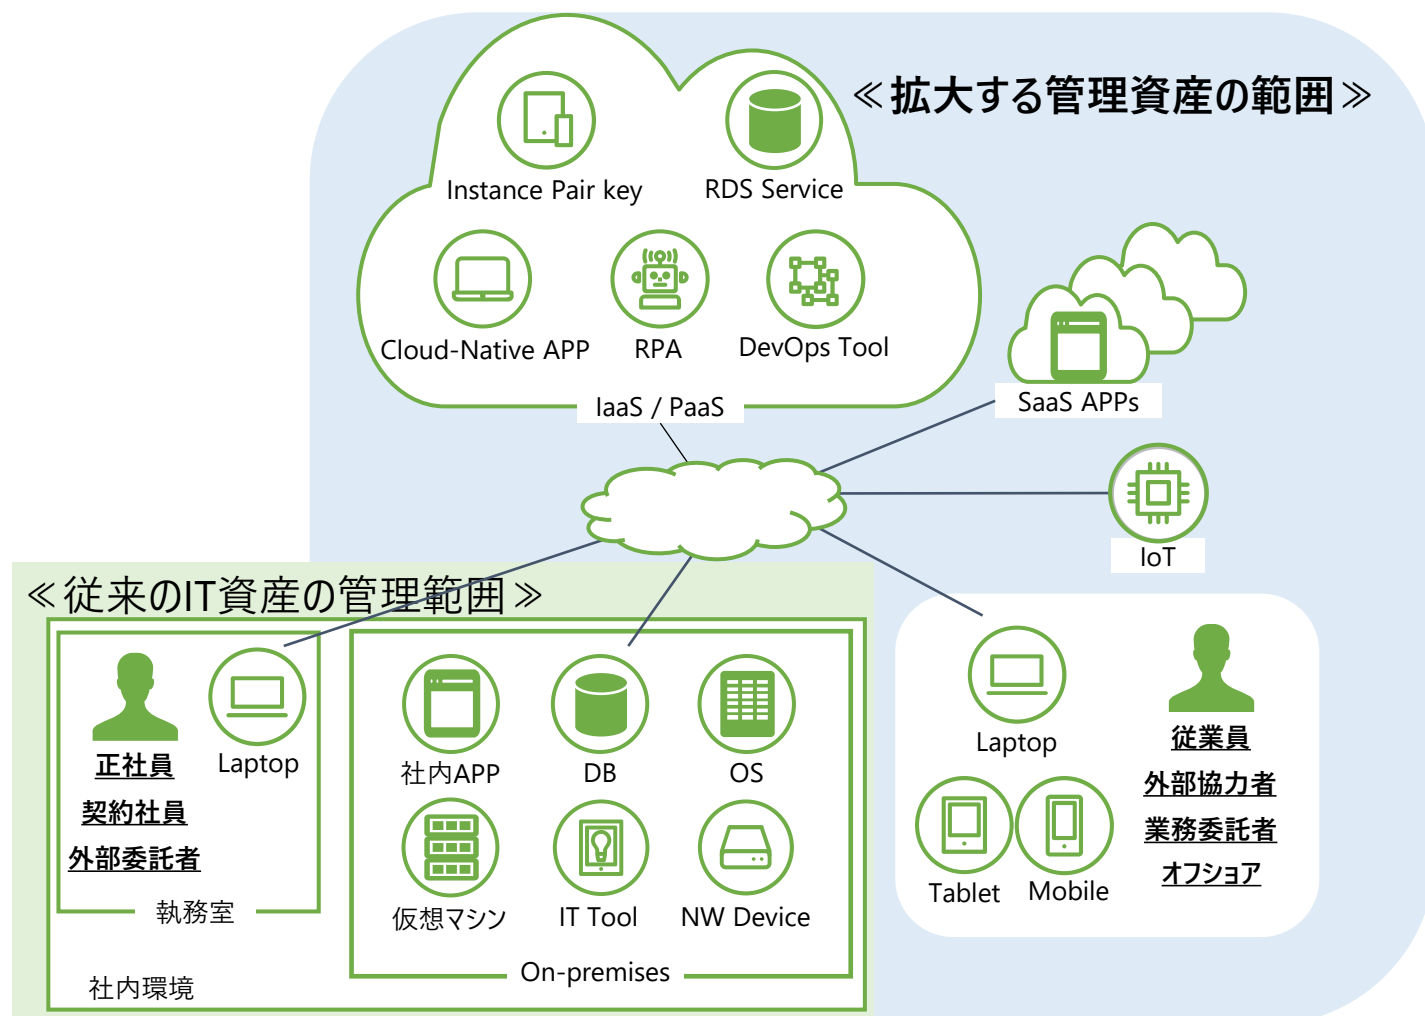 ≪拡大する管理資産の範囲≫
Instance Pair key
RDS Service
Cloud-Native APP
RPA
DevOps Tool
IaaS / PaaS
SaaS APPs
IoT
≪従来のIT資産の管理範囲≫
正社員
契約社員
外部委託者
Laptop
執務室
社内APP
DB
OS
仮想マシン
IT Tool
NW Device
On-premises
社内環境
Laptop
Tablet
Mobile
従業員
外部協力者
業務委託者
オフショア